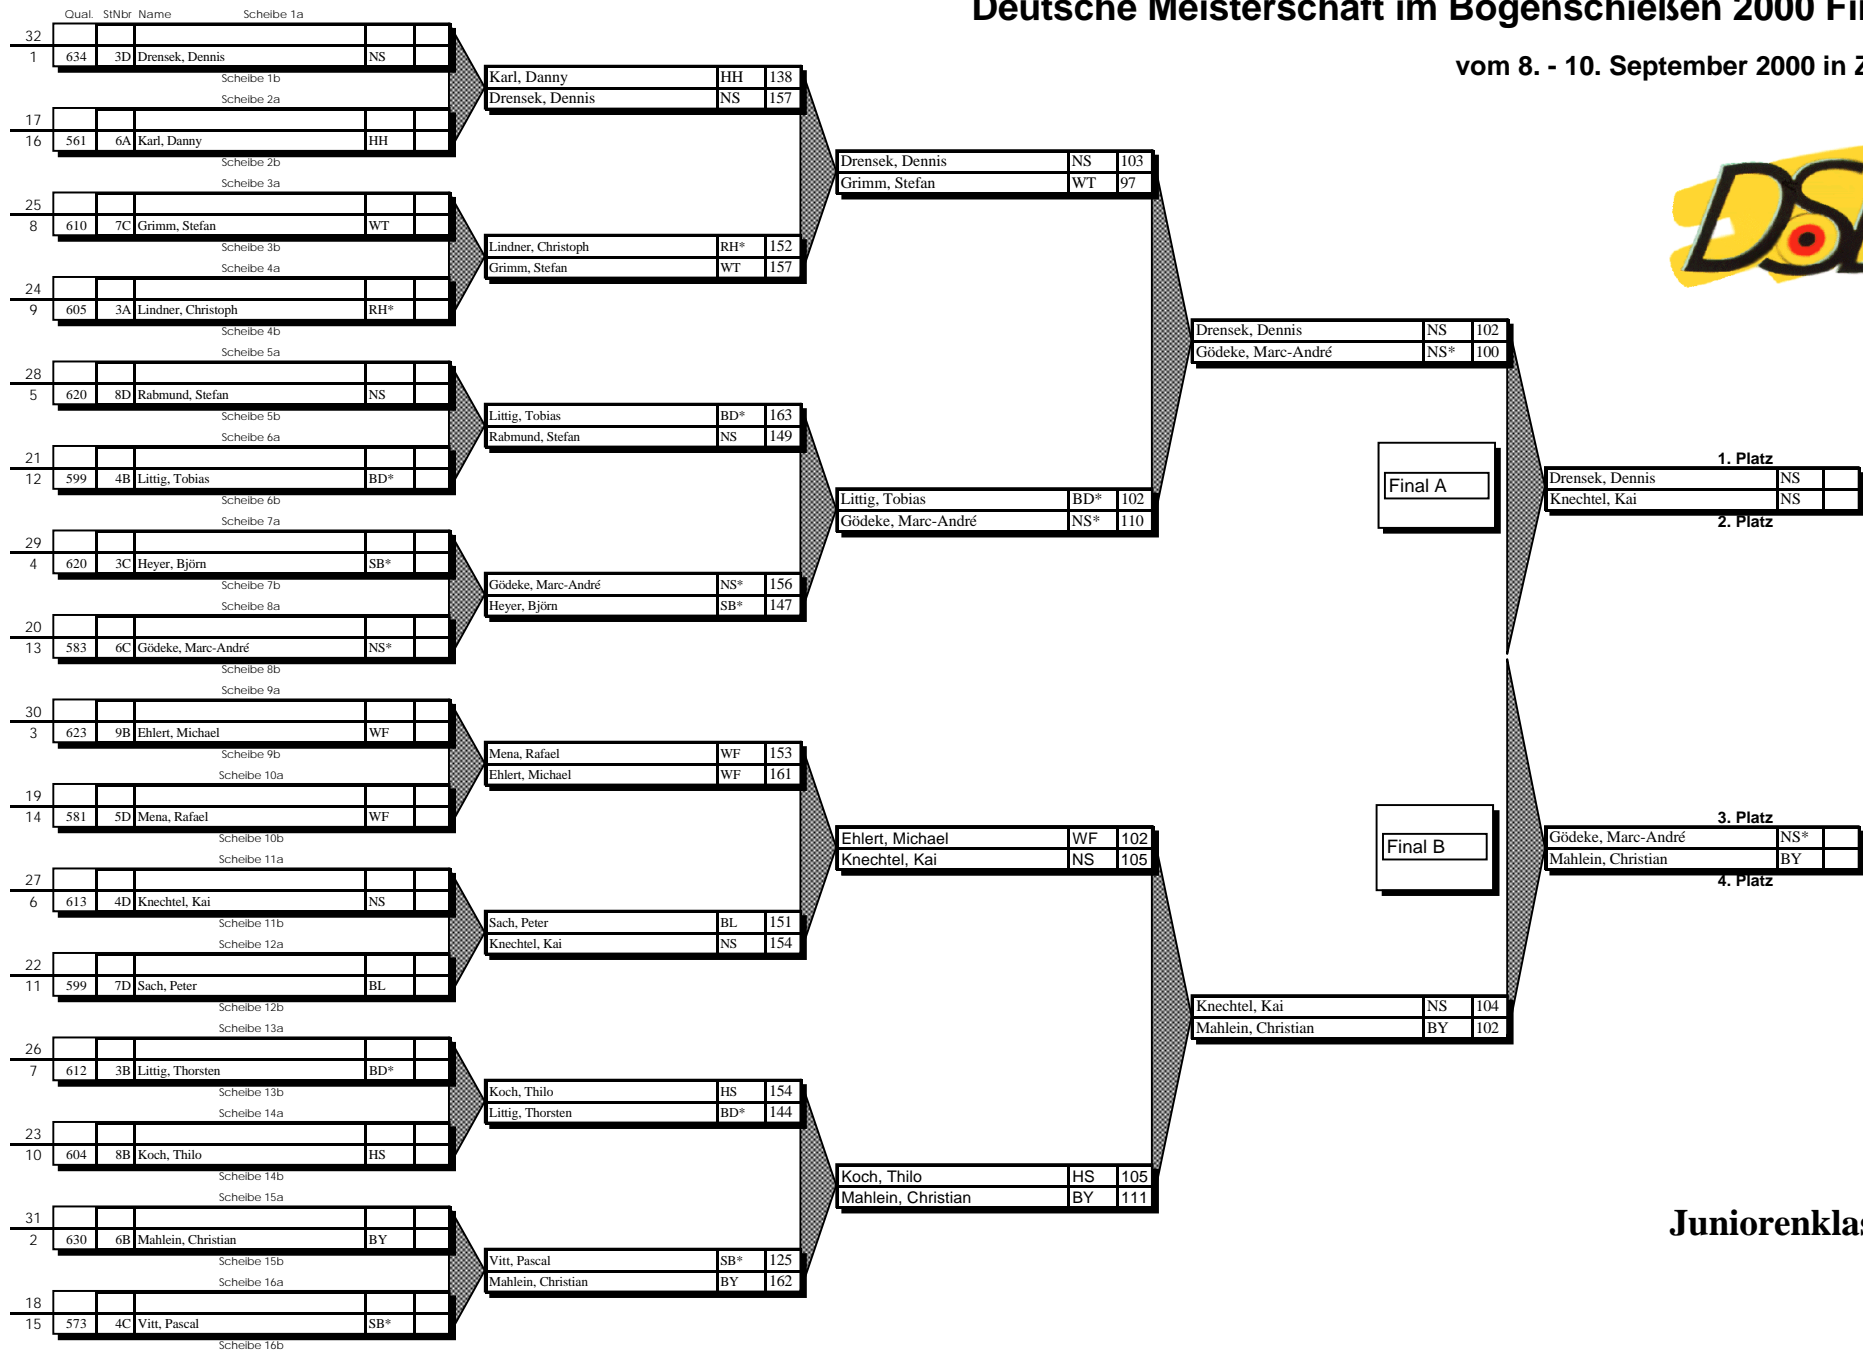 Deutsche Meisterschaft im Bogenschießen 2000
vom 8. - 10. September 2000 in
Qual. StNbr Name Scheibe 1a
32
1 634 3D Drensek, Dennis NS
Scheibe 1b
Scheibe 2a
17
16 561 6A Karl, Danny HH
Scheibe 2b
Scheibe 3a
25
8 610 7C Grimm, Stefan WT
Scheibe 3b
Scheibe 4a
24
9 605 3A Lindner, Christoph RH*
Scheibe 4b
Scheibe 5a
28
5 620 8D Rabmund, Stefan NS
Scheibe 5b
Scheibe 6a
21
12 599 4B Littig, Tobias BD*
Scheibe 6b
Scheibe 7a
29
4 620 3C Heyer, Björn SB*
Scheibe 7b
Scheibe 8a
20
13 583 6C Gödeke, Marc-André NS*
Scheibe 8b
Scheibe 9a
30
3 623 9B Ehlert, Michael WF
Scheibe 9b
Scheibe 10a
19
14 581 5D Mena, Rafael WF
Scheibe 10b
Scheibe 11a
27
6 613 4D Knechtel, Kai NS
Scheibe 11b
Scheibe 12a
22
11 599 7D Sach, Peter BL
Scheibe 12b
Scheibe 13a
26
7 612 3B Littig, Thorsten BD*
Scheibe 13b
Scheibe 14a
23
10 604 8B Koch, Thilo HS
Scheibe 14b
Scheibe 15a
31
2 630 6B Mahlein, Christian BY
Scheibe 15b
Scheibe 16a
18
15 573 4C Vitt, Pascal SB*
Scheibe 16b
Karl, Danny HH 138
Drensek, Dennis NS 157
Lindner, Christoph RH* 152
Grimm, Stefan WT 157
Littig, Tobias BD* 163
Rabmund, Stefan NS 149
Gödeke, Marc-André NS* 156
Heyer, Björn SB* 147
Mena, Rafael WF 153
Ehlert, Michael WF 161
Sach, Peter BL 151
Knechtel, Kai NS 154
Koch, Thilo HS 154
Littig, Thorsten BD* 144
Vitt, Pascal SB* 125
Mahlein, Christian BY 162
Drensek, Dennis NS 103
Grimm, Stefan WT 97
Littig, Tobias BD* 102
Gödeke, Marc-André NS* 110
Ehlert, Michael WF 102
Knechtel, Kai NS 105
Koch, Thilo HS 105
Mahlein, Christian BY 111
Drensek, Dennis NS 102
Gödeke, Marc-André NS* 100
Knechtel, Kai NS 104
Mahlein, Christian BY 102
Final A
1. Platz
Drensek, Dennis NS
Knechtel, Kai NS
2. Platz
Final B
3. Platz
Gödeke, Marc-André NS*
Mahlein, Christian BY
4. Platz